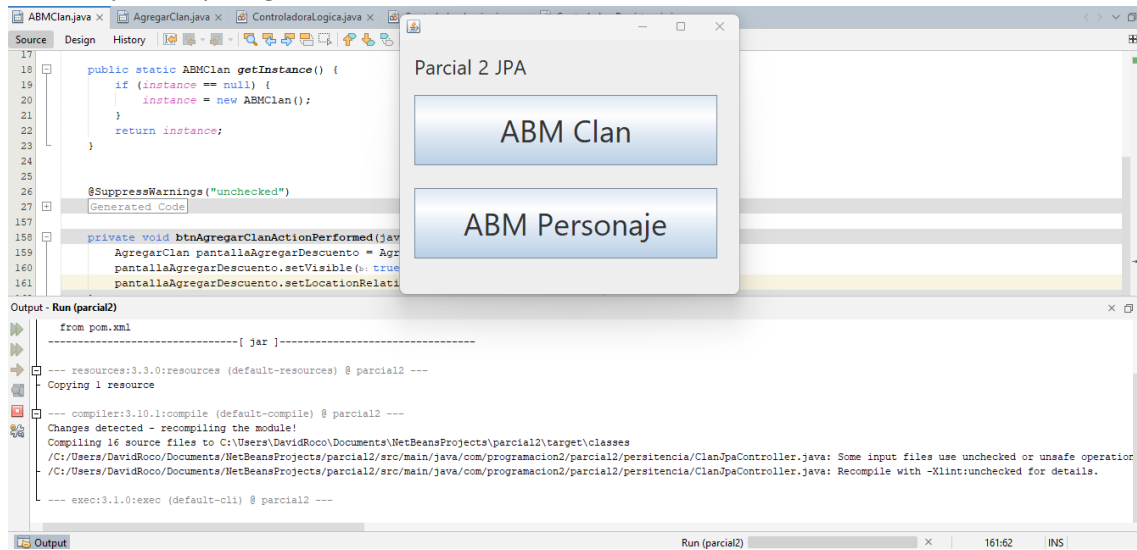 ABMClan.java × AgregarClan.java × ControladoraLogica.java ×
Source Design History
Parcial 2 JPA
ABM Clan
ABM Personaje
17
18 public static ABMClan getInstance() {
19 if (instance == null) {
20 instance = new ABMClan();
21 }
22 return instance;
23 }
24
25
26 @SuppressWarnings("unchecked")
27 Generated Code
157
158 private void btnAgregarClanActionPerformed(jav
159 AgregarClan pantallaAgregarDescuento = Agr
160 pantallaAgregarDescuento.setVisible(b: true
161 pantallaAgregarDescuento.setLocationRelati
Output - Run (parcial2) ×
from pom.xml
--------------------------------[ jar ]---------------------------------
--- resources:3.3.0:resources (default-resources) @ parcial2 ---
Copying 1 resource
--- compiler:3.10.1:compile (default-compile) @ parcial2 ---
Changes detected - recompiling the module!
Compiling 16 source files to C:\Users\DavidRoco\Documents\NetBeansProjects\parcial2\target\classes
/C:/Users/DavidRoco/Documents/NetBeansProjects/parcial2/src/main/java/com/programacion2/parcial2/persitencia/ClanJpaController.java: Some input files use unchecked or unsafe operation
/C:/Users/DavidRoco/Documents/NetBeansProjects/parcial2/src/main/java/com/programacion2/parcial2/persitencia/ClanJpaController.java: Recompile with -Xlint:unchecked for details.
--- exec:3.1.0:exec (default-cli) @ parcial2 ---
Output Run (parcial2) × 161:62 INS